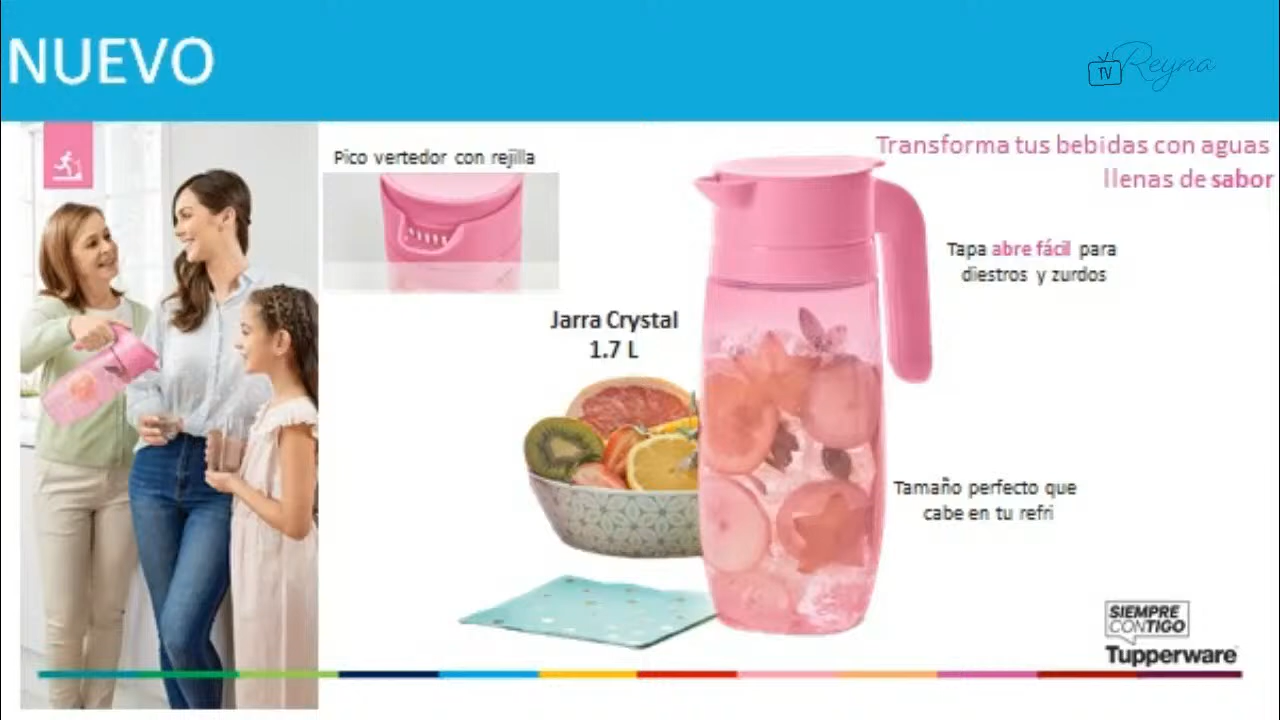 NUEVO
TV Reyna
Pico vertedor con rejilla
Transforma tus bebidas con aguas
llenas de sabor
Tapa abre fácil para
diestros y zurdos
Jarra Crystal
1.7 L
Tamaño perfecto que
cabe en tu refri
SIEMPRE
CONTIGO
Tupperware